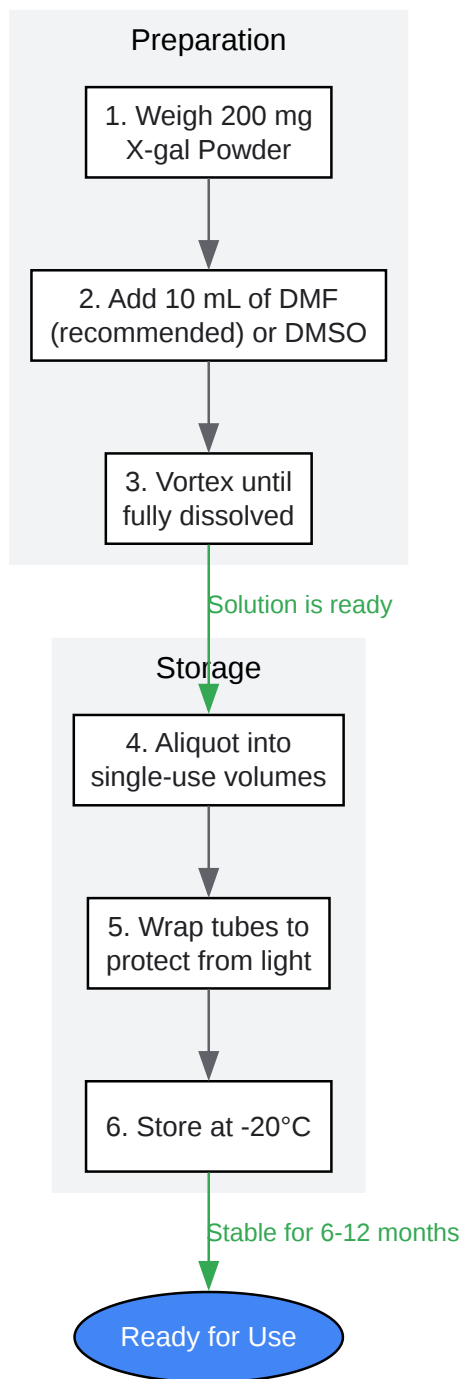 Preparation
1. Weigh 200 mg
X-gal Powder
2. Add 10 mL of DMF
(recommended) or DMSO
3. Vortex until
fully dissolved
Solution is ready
Storage
4. Aliquot into
single-use volumes
5. Wrap tubes to
protect from light
6. Store at -20°C
Stable for 6-12 months
Ready for Use